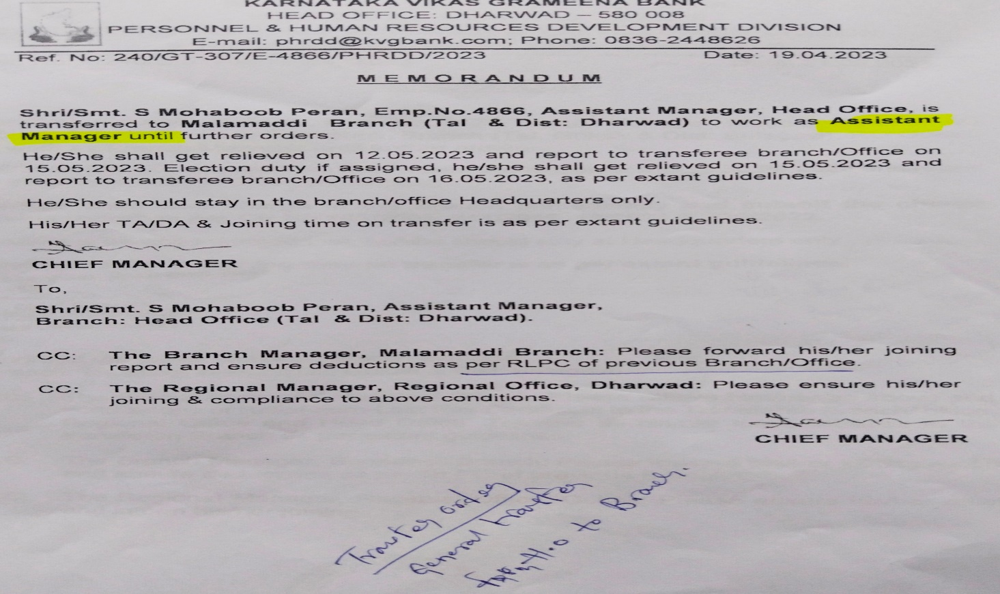 KARNATAKA VIKAS GRAMEENA BANK
HEAD OFFICE: DHARWAD – 580 008
PERSONNEL & HUMAN RESOURCES DEVELOPMENT DIVISION
E-mail: phrdd@kvgbank.com; Phone: 0836-2448626
Ref. No: 240/GT-307/E-4866/PHRDD/2023 Date: 19.04.2023
MEMORANDUM
Shri/Smt. S Mohaboob Peran, Emp.No.4866, Assistant Manager, Head Office, is
transferred to Malamaddi Branch (Tal & Dist: Dharwad) to work as Assistant
Manager until further orders.
He/She shall get relieved on 12.05.2023 and report to transferee branch/Office on
15.05.2023. Election duty if assigned, he/she shall get relieved on 15.05.2023 and
report to transferee branch/Office on 16.05.2023, as per extant guidelines.
He/She should stay in the branch/office Headquarters only.
His/Her TA/DA & Joining time on transfer is as per extant guidelines.
CHIEF MANAGER
To,
Shri/Smt. S Mohaboob Peran, Assistant Manager,
Branch: Head Office (Tal & Dist: Dharwad).
CC: The Branch Manager, Malamaddi Branch: Please forward his/her joining
report and ensure deductions as per RLPC of previous Branch/Office.
CC: The Regional Manager, Regional Office, Dharwad: Please ensure his/her
joining & compliance to above conditions.
CHIEF MANAGER
General transfer
H.O to Branch.